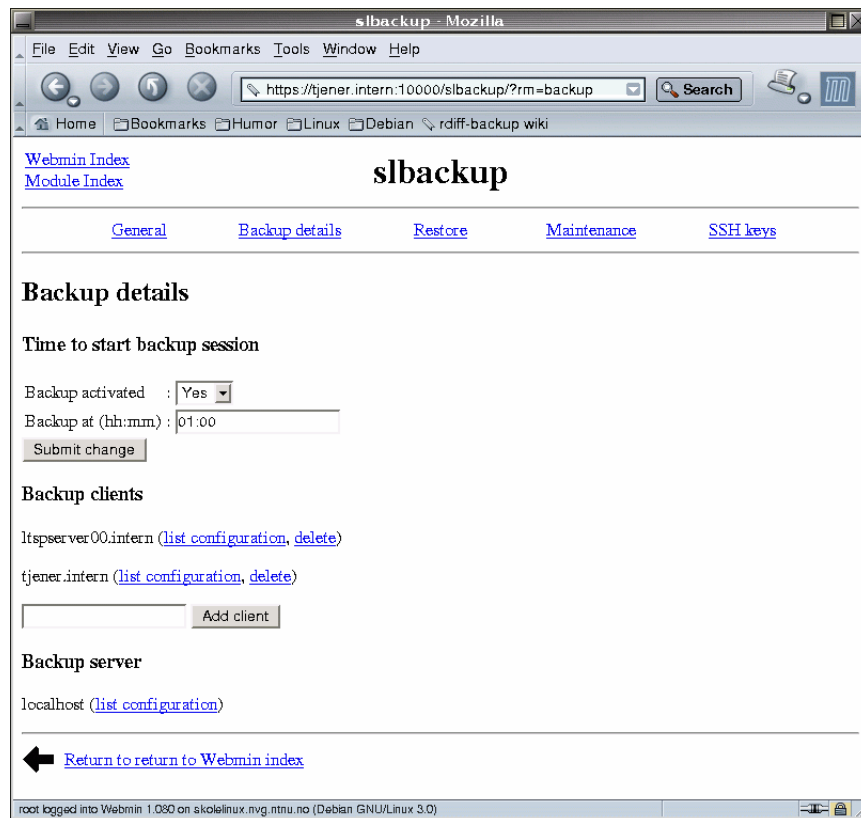 slbackup - Mozilla
File Edit View Go Bookmarks Tools Window Help
https://tjener.intern:10000/slbackup/?rm=backup Search
Home Bookmarks Humor Linux Debian rdiff-backup wiki
Webmin Index
Module Index
slbackup
General Backup details Restore Maintenance SSH keys
Backup details
Time to start backup session
Backup activated : Yes
Backup at (hh:mm) : 01:00
Submit change
Backup clients
ltspserver00.intern (list configuration, delete)
tjener.intern (list configuration, delete)
Add client
Backup server
localhost (list configuration)
Return to return to Webmin index
root logged into Webmin 1.080 on skolelinux.nvg.ntnu.no (Debian GNU/Linux 3.0)